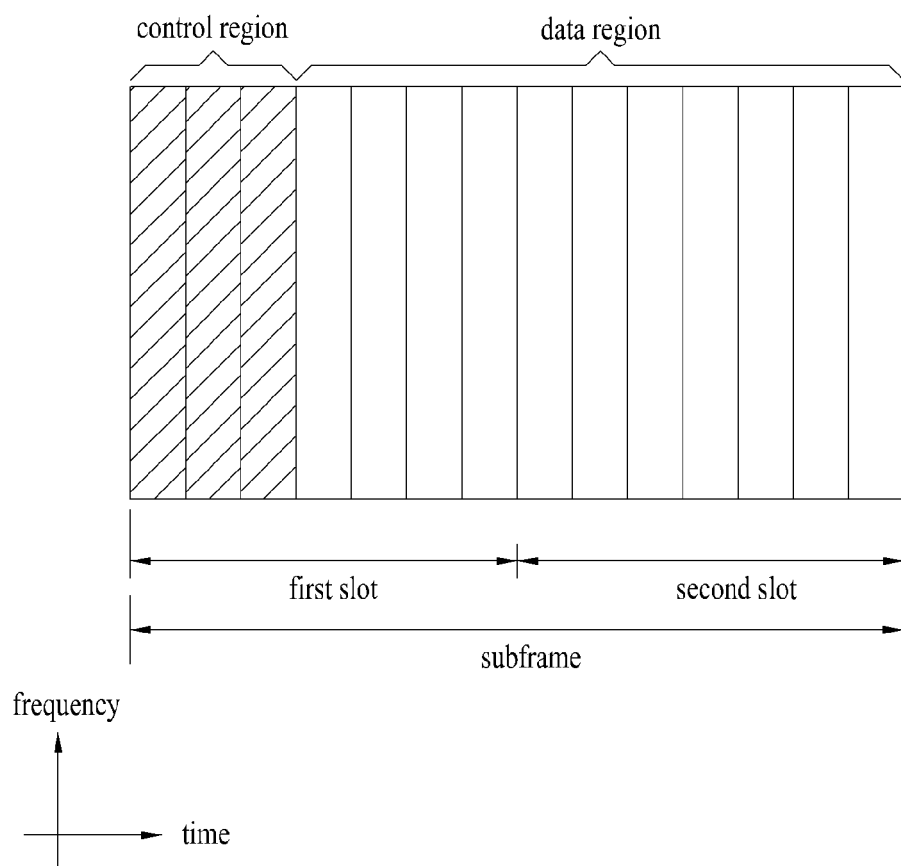 control region
data region
first slot
second slot
subframe
frequency
time